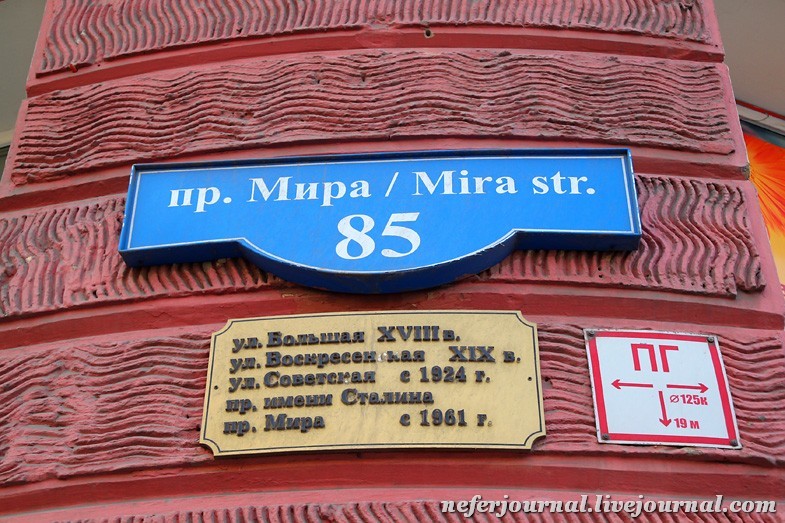 пр. Мира / Mira str.
85
ул. Большая XVIII в.
ул. Воскресенская XIX в.
ул. Советская с 1924 г.
пр. имени Сталина
пр. Мира с 1961 г.
ПГ
⌀125к
19 м
neferjournal.livejournal.com